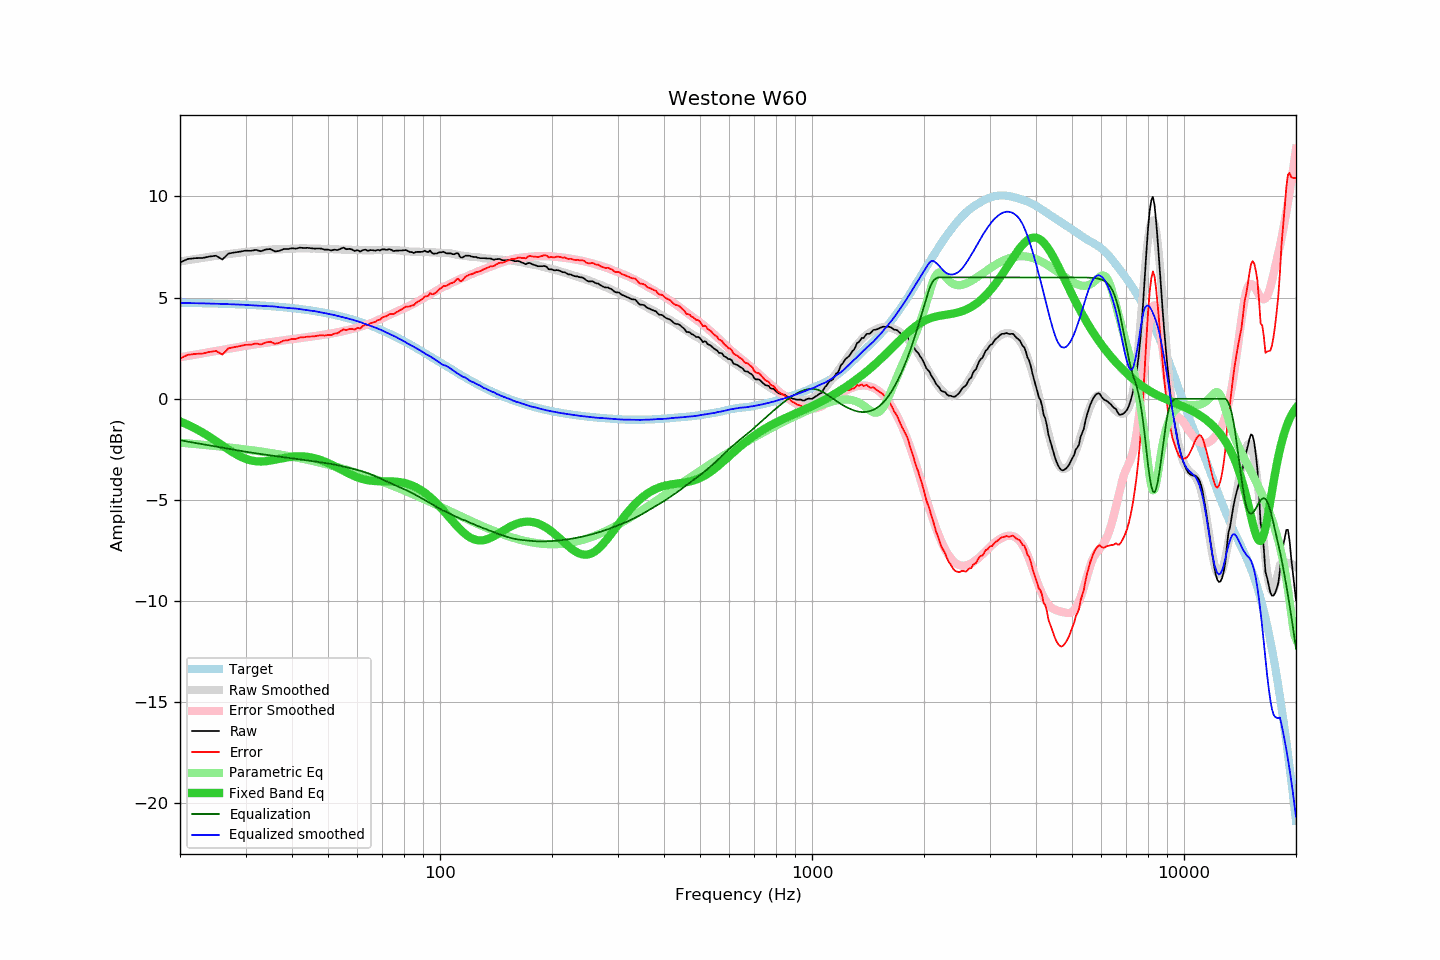 Westone W60
Amplitude (dBr)
10
5
0
−5
−10
−15
−20
Target
Raw Smoothed
Error Smoothed
Raw
Error
Parametric Eq
Fixed Band Eq
Equalization
Equalized smoothed
100
1000
10000
Frequency (Hz)